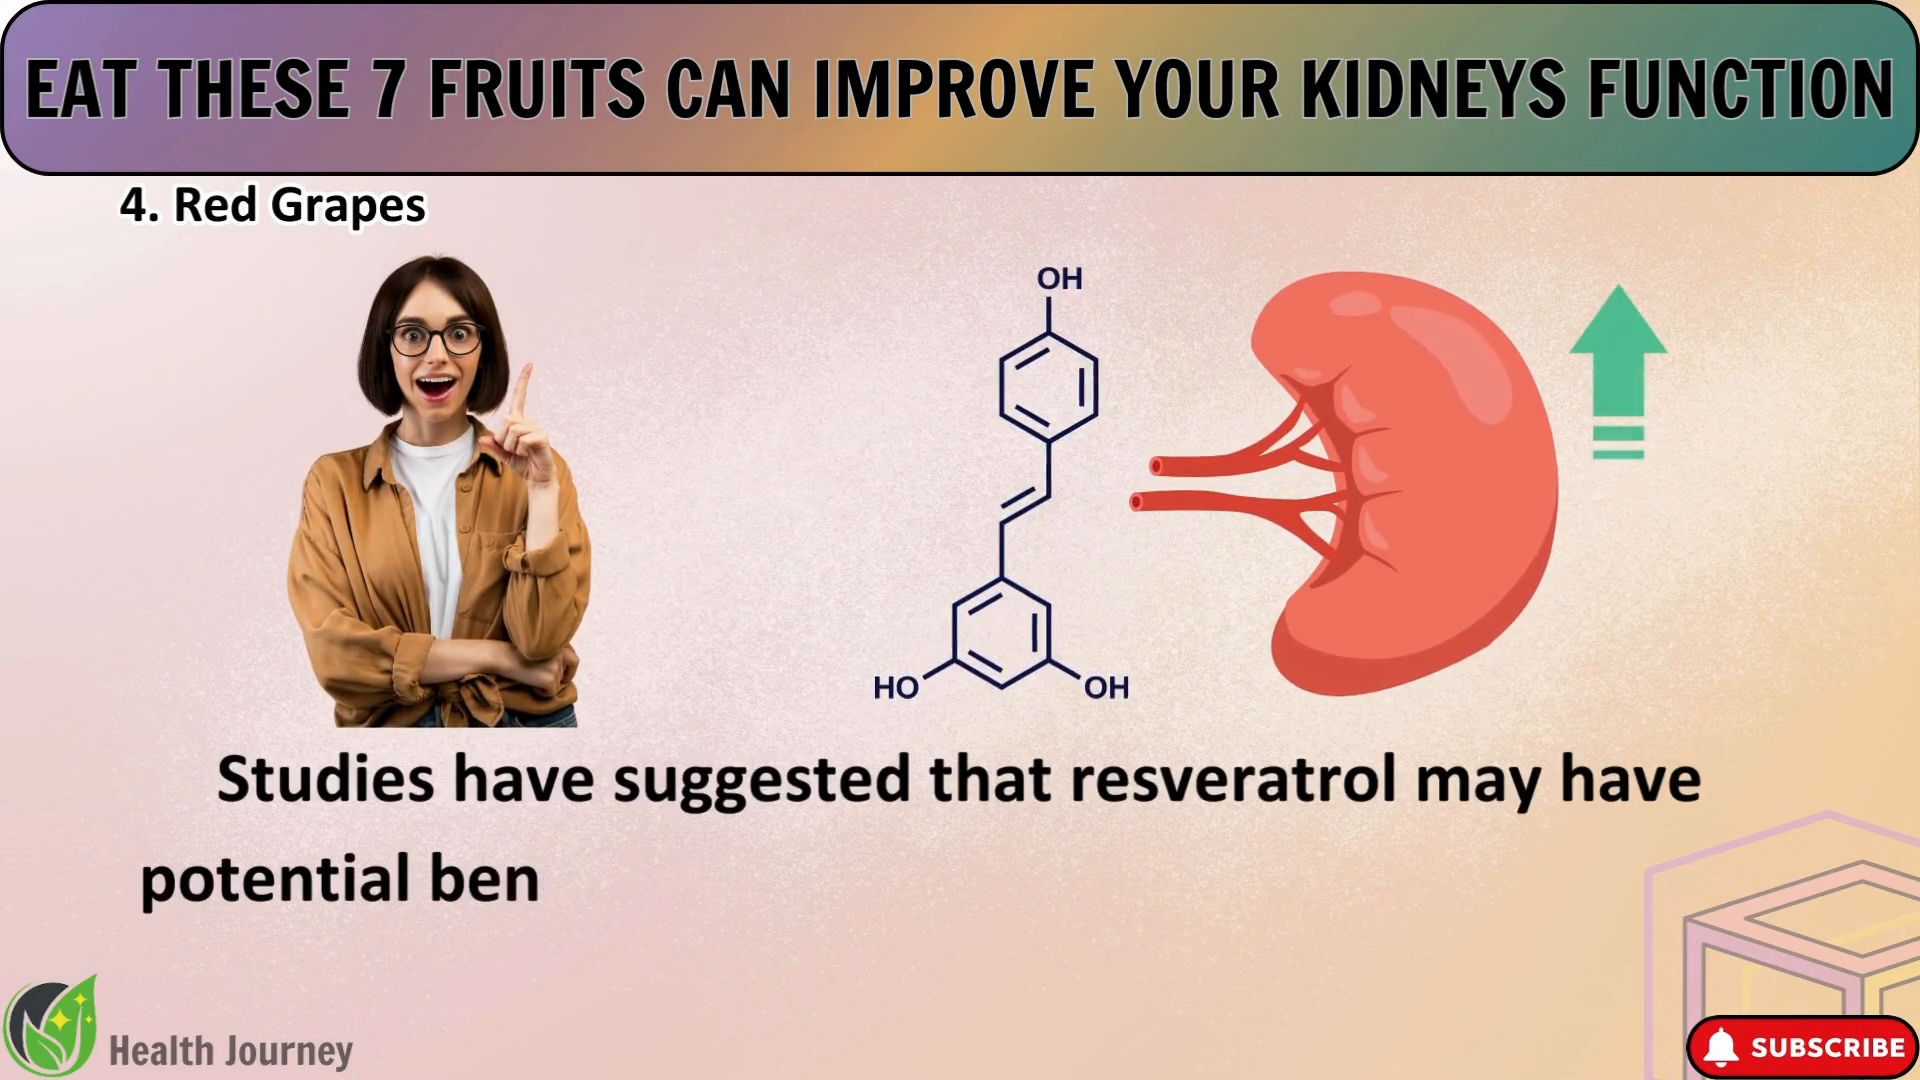 EAT THESE 7 FRUITS CAN IMPROVE YOUR KIDNEYS FUNCTION
4. Red Grapes
OH
HO
OH
Studies have suggested that resveratrol may have
potential ben
Health Journey
SUBSCRIBE